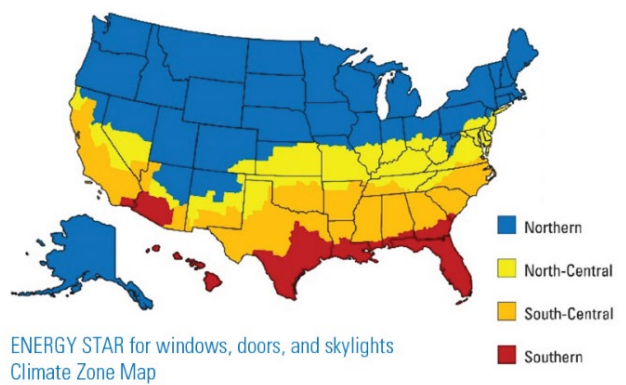 Northern
North-Central
South-Central
Southern
ENERGY STAR for windows, doors, and skylights
Climate Zone Map